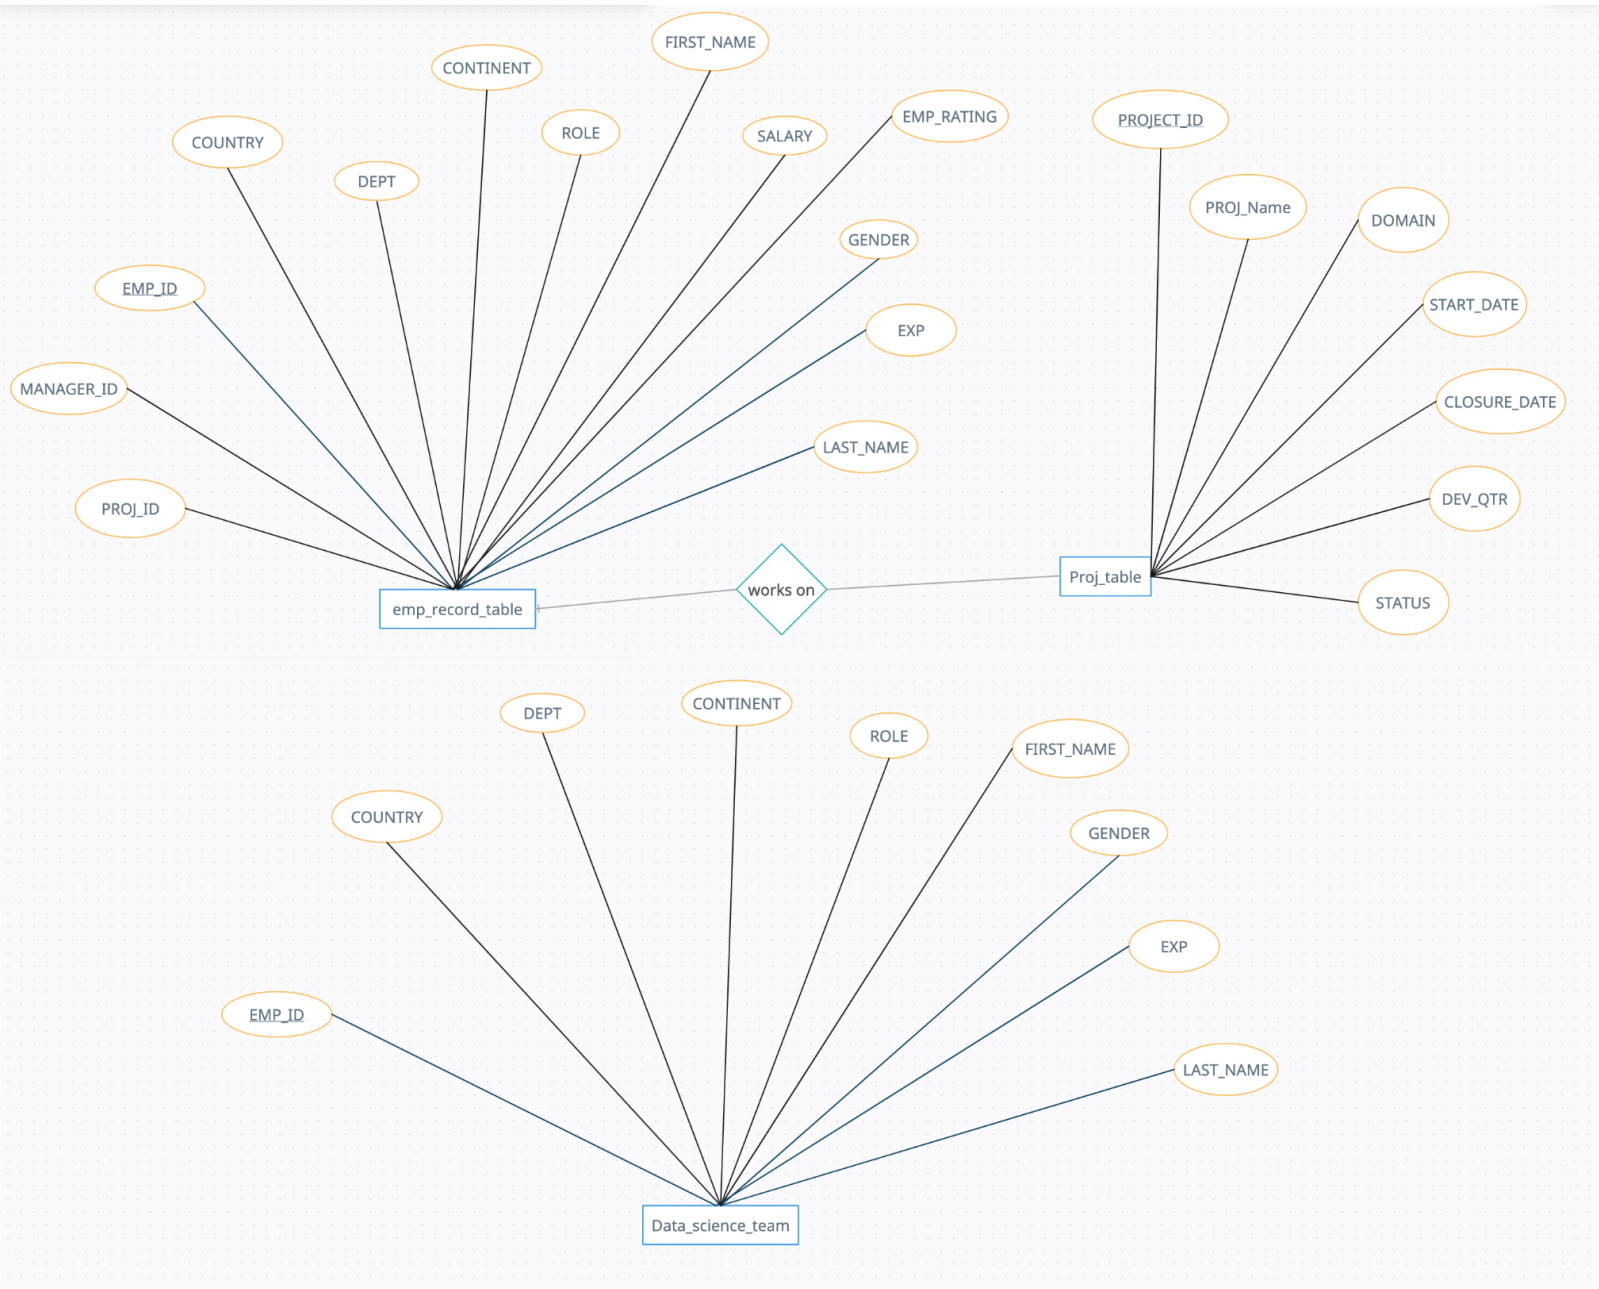 FIRST_NAME
CONTINENT
EMP_RATING
PROJECT_ID
ROLE
SALARY
COUNTRY
DEPT
PROJ_Name
DOMAIN
GENDER
EMP_ID
START_DATE
EXP
MANAGER_ID
CLOSURE_DATE
LAST_NAME
DEV_QTR
PROJ_ID
Proj_table
works on
STATUS
emp_record_table
CONTINENT
DEPT
ROLE
FIRST_NAME
COUNTRY
GENDER
EXP
EMP_ID
LAST_NAME
Data_science_team